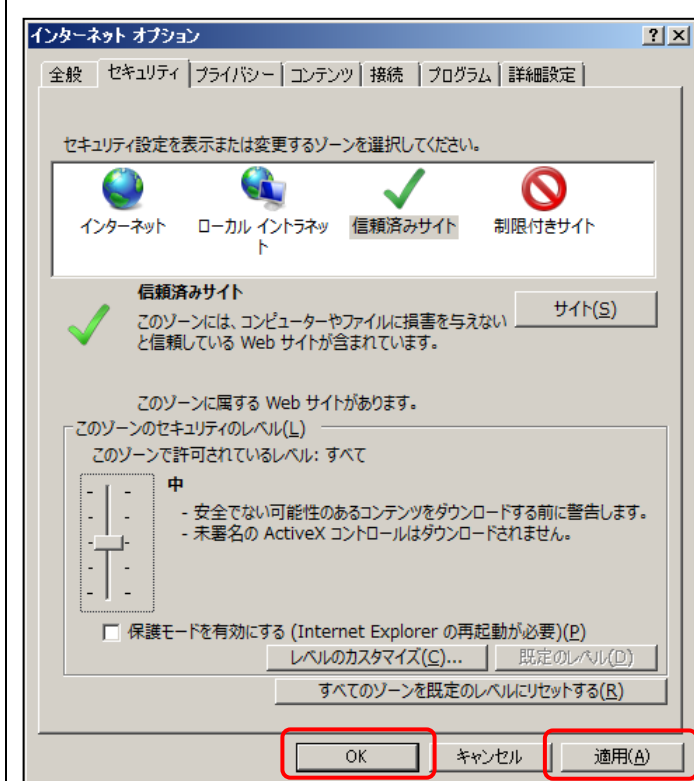 インターネット オプション
全般 セキュリティ プライバシー コンテンツ 接続 プログラム 詳細設定
セキュリティ設定を表示または変更するゾーンを選択してください。
インターネット ローカル イントラネッ 信頼済みサイト 制限付きサイト
ト
信頼済みサイト
サイト(S)
このゾーンには、コンピューターやファイルに損害を与えない
と信頼している Web サイトが含まれています。
このゾーンに属する Web サイトがあります。
このゾーンのセキュリティのレベル(L)
このゾーンで許可されているレベル: すべて
中
- 安全でない可能性のあるコンテンツをダウンロードする前に警告します。
- 未署名の ActiveX コントロールはダウンロードされません。
保護モードを有効にする (Internet Explorer の再起動が必要)(P)
レベルのカスタマイズ(C)... 既定のレベル(D)
すべてのゾーンを既定のレベルにリセットする(R)
OK キャンセル 適用(A)